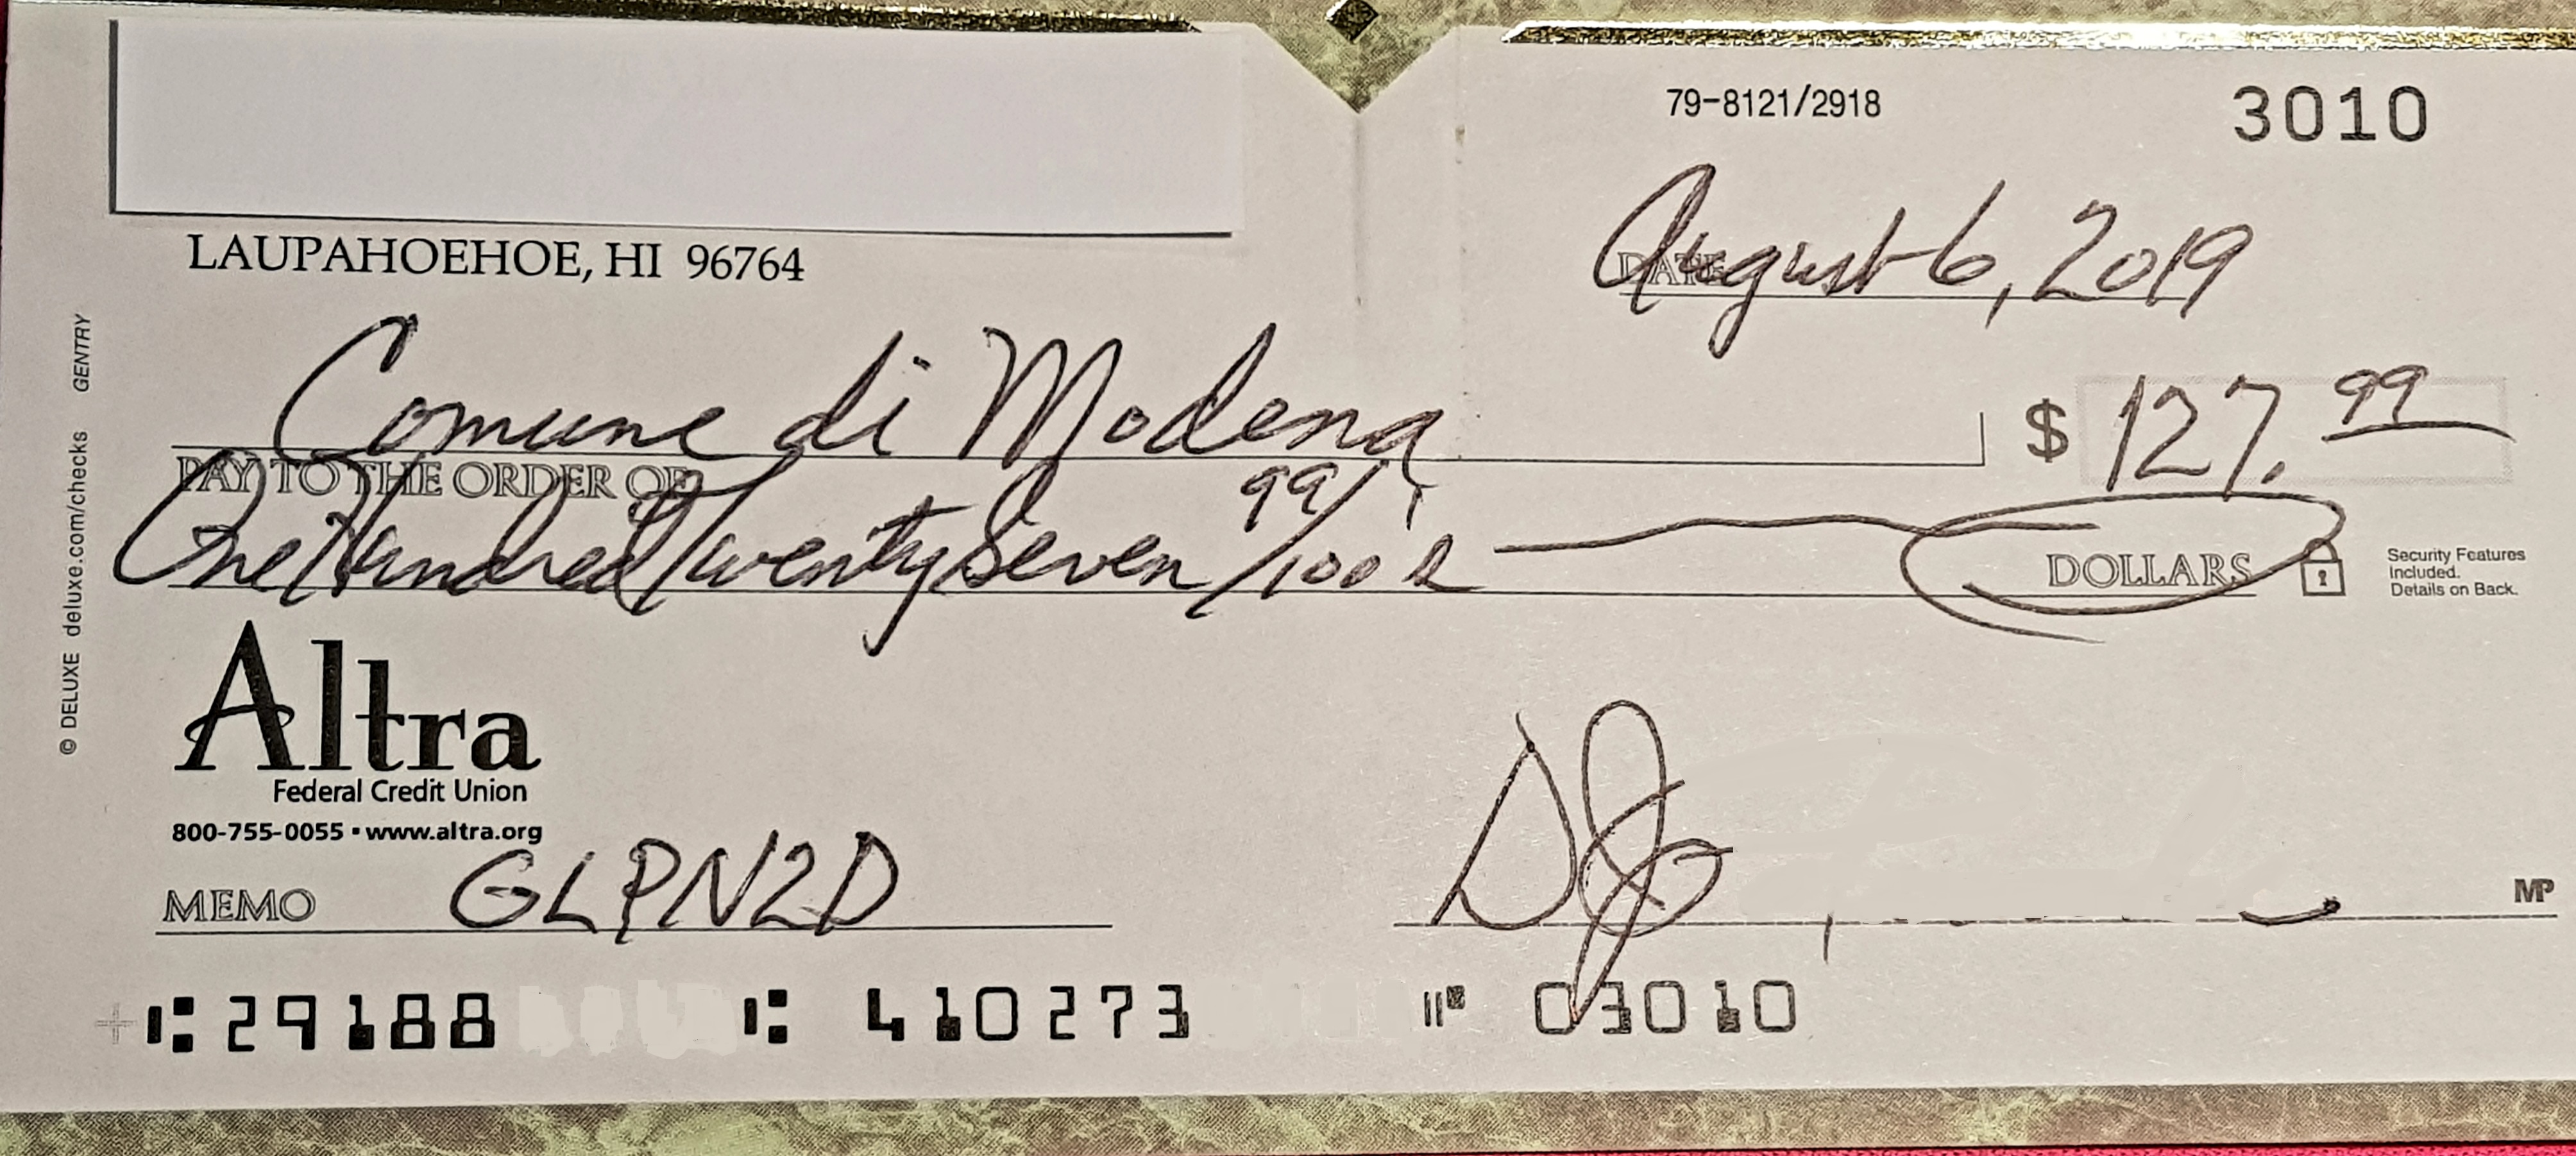 79-8121/2918
3010
LAUPAHOEHOE, HI 96764
DATE August 6, 2019
Comune di Modena
$ 127.99
PAY TO THE ORDER OF
One Hundred Twenty Seven 99/100 s
DOLLARS
Security Features
Included.
Details on Back.
© DELUXE deluxe.com/checks GENTRY
Altra
Federal Credit Union
800-755-0055 ▪ www.altra.org
MEMO GLPN2D
MP
⑆29188 ⑆ 410273 ⑈ 03010